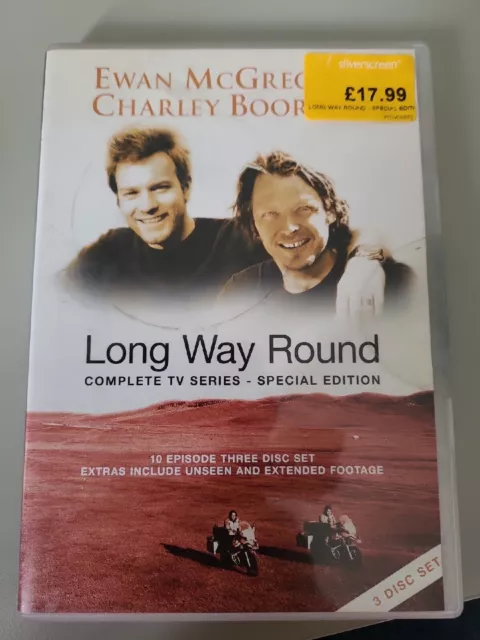 silverscreen
£17.99
LONG WAY ROUND - SPECIAL EDITI
EWAN MCGREG
CHARLEY BOOR
Long Way Round
COMPLETE TV SERIES - SPECIAL EDITION
10 EPISODE THREE DISC SET
EXTRAS INCLUDE UNSEEN AND EXTENDED FOOTAGE
3 DISC SET